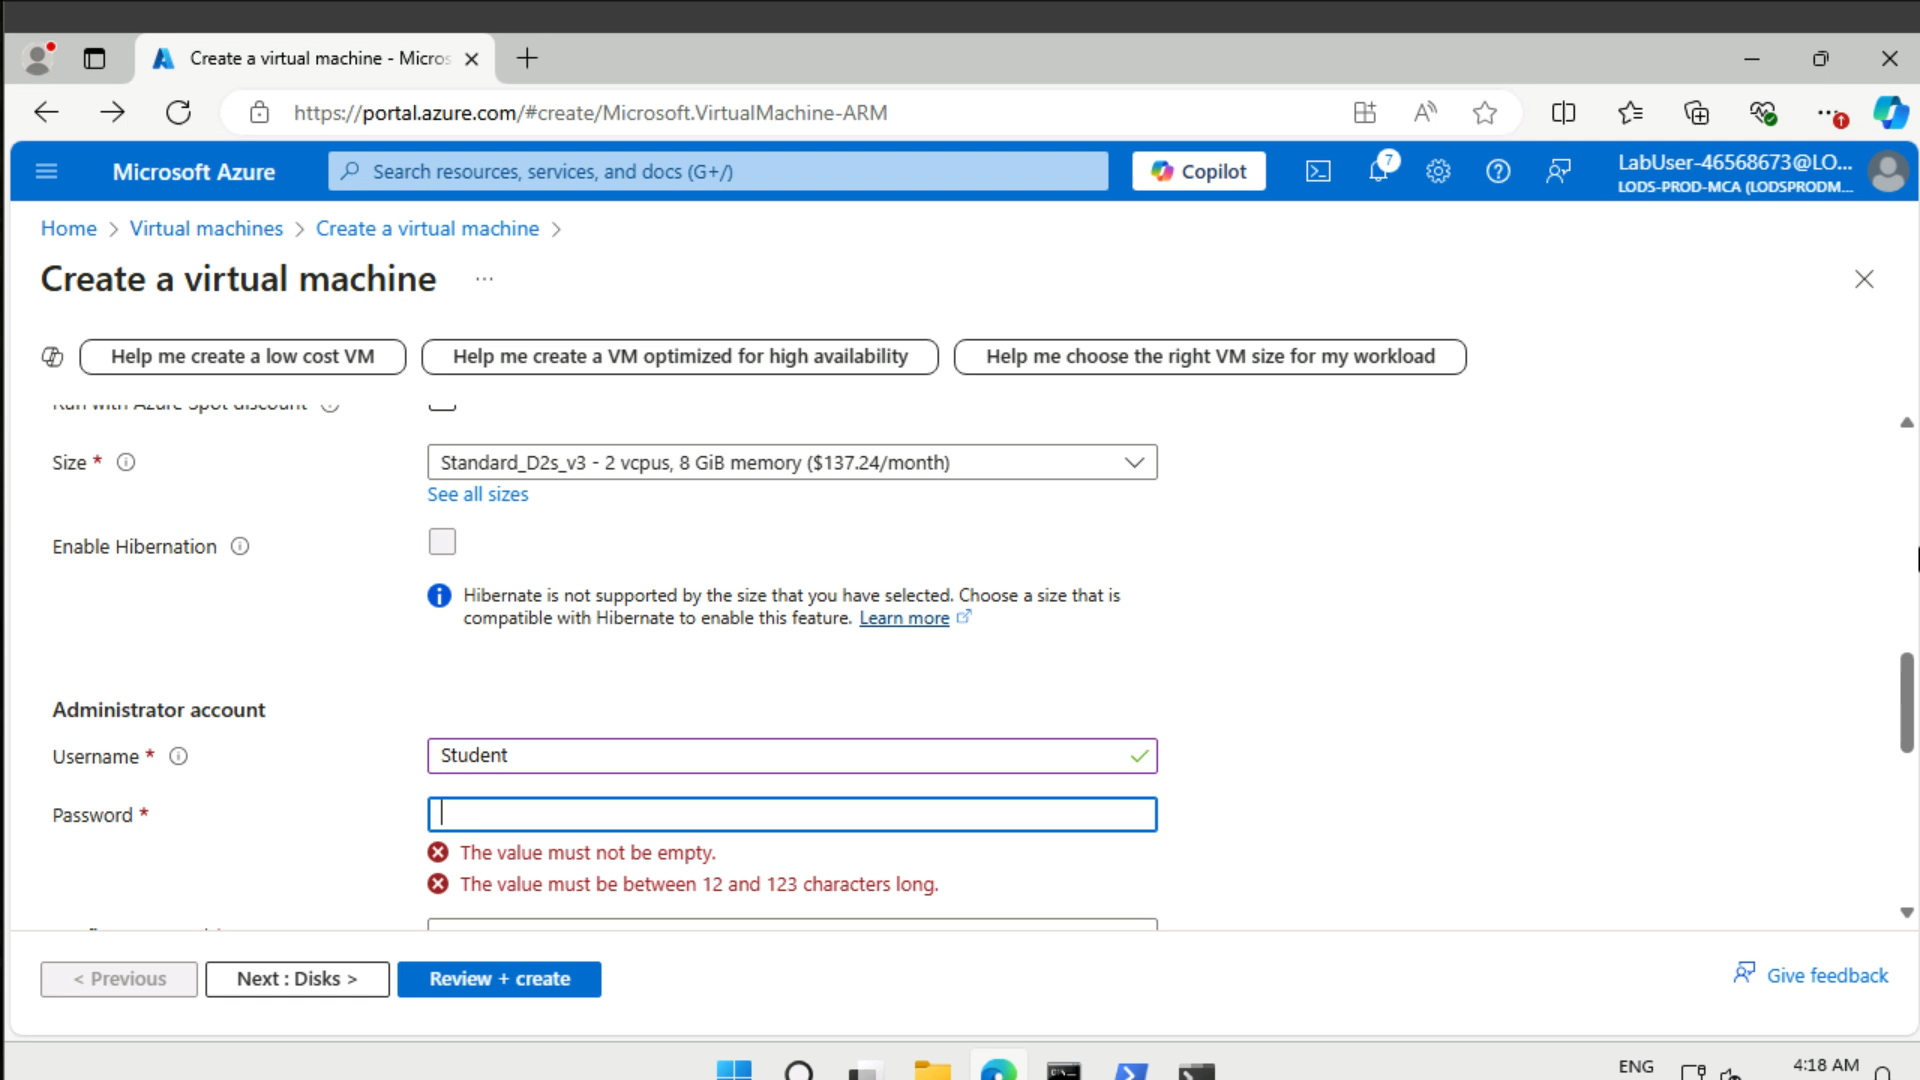 Create a virtual machine - Micros
https://portal.azure.com/#create/Microsoft.VirtualMachine-ARM
Microsoft Azure
Search resources, services, and docs (G+/)
Copilot
7
LabUser-46568673@LO...
LODS-PROD-MCA (LODSPRODM...
Home > Virtual machines > Create a virtual machine >
Create a virtual machine ...
Help me create a low cost VM
Help me create a VM optimized for high availability
Help me choose the right VM size for my workload
Run with Azure Spot discount
Size *
Standard_D2s_v3 - 2 vcpus, 8 GiB memory ($137.24/month)
See all sizes
Enable Hibernation
Hibernate is not supported by the size that you have selected. Choose a size that is
compatible with Hibernate to enable this feature. Learn more
Administrator account
Username *
Student
Password *
The value must not be empty.
The value must be between 12 and 123 characters long.
< Previous
Next : Disks >
Review + create
Give feedback
ENG
4:18 AM